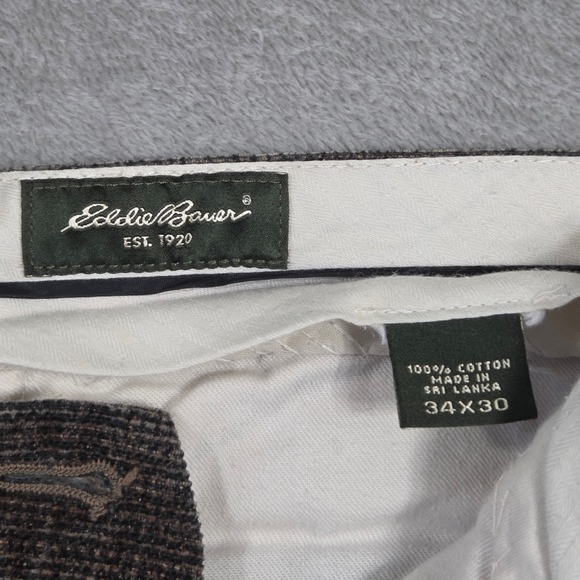 Eddie Bauer®
EST. 1920
100% COTTON
MADE IN
SRI LANKA
34X30